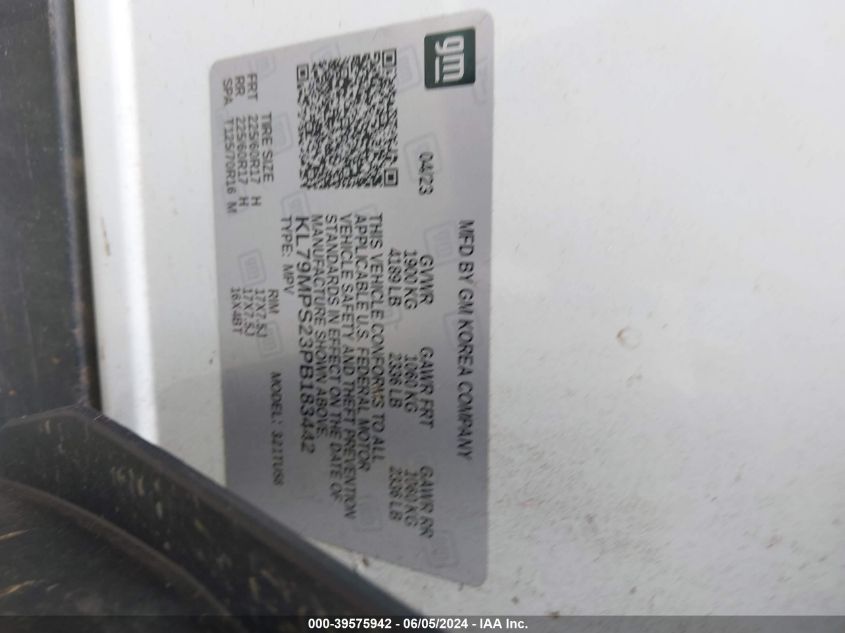 gm
MFD BY GM KOREA COMPANY
04/23
GVWR GAWR FRT GAWR RR
1900 KG 1060 KG 1060 KG
4189 LB 2336 LB 2336 LB
THIS VEHICLE CONFORMS TO ALL
APPLICABLE U.S. FEDERAL MOTOR
VEHICLE SAFETY AND THEFT PREVENTION
STANDARDS IN EFFECT ON THE DATE OF
MANUFACTURE SHOWN ABOVE.
KL79MPS23PB183442
TYPE: MPV MODEL: 321TUS6
TIRE SIZE RIM
FRT 225/60R17 H 17X7.5J
RR 225/60R17 H 17X7.5J
SPA T125/70R16 M 16X4BT
000-39575942 - 06/05/2024 - IAA Inc.